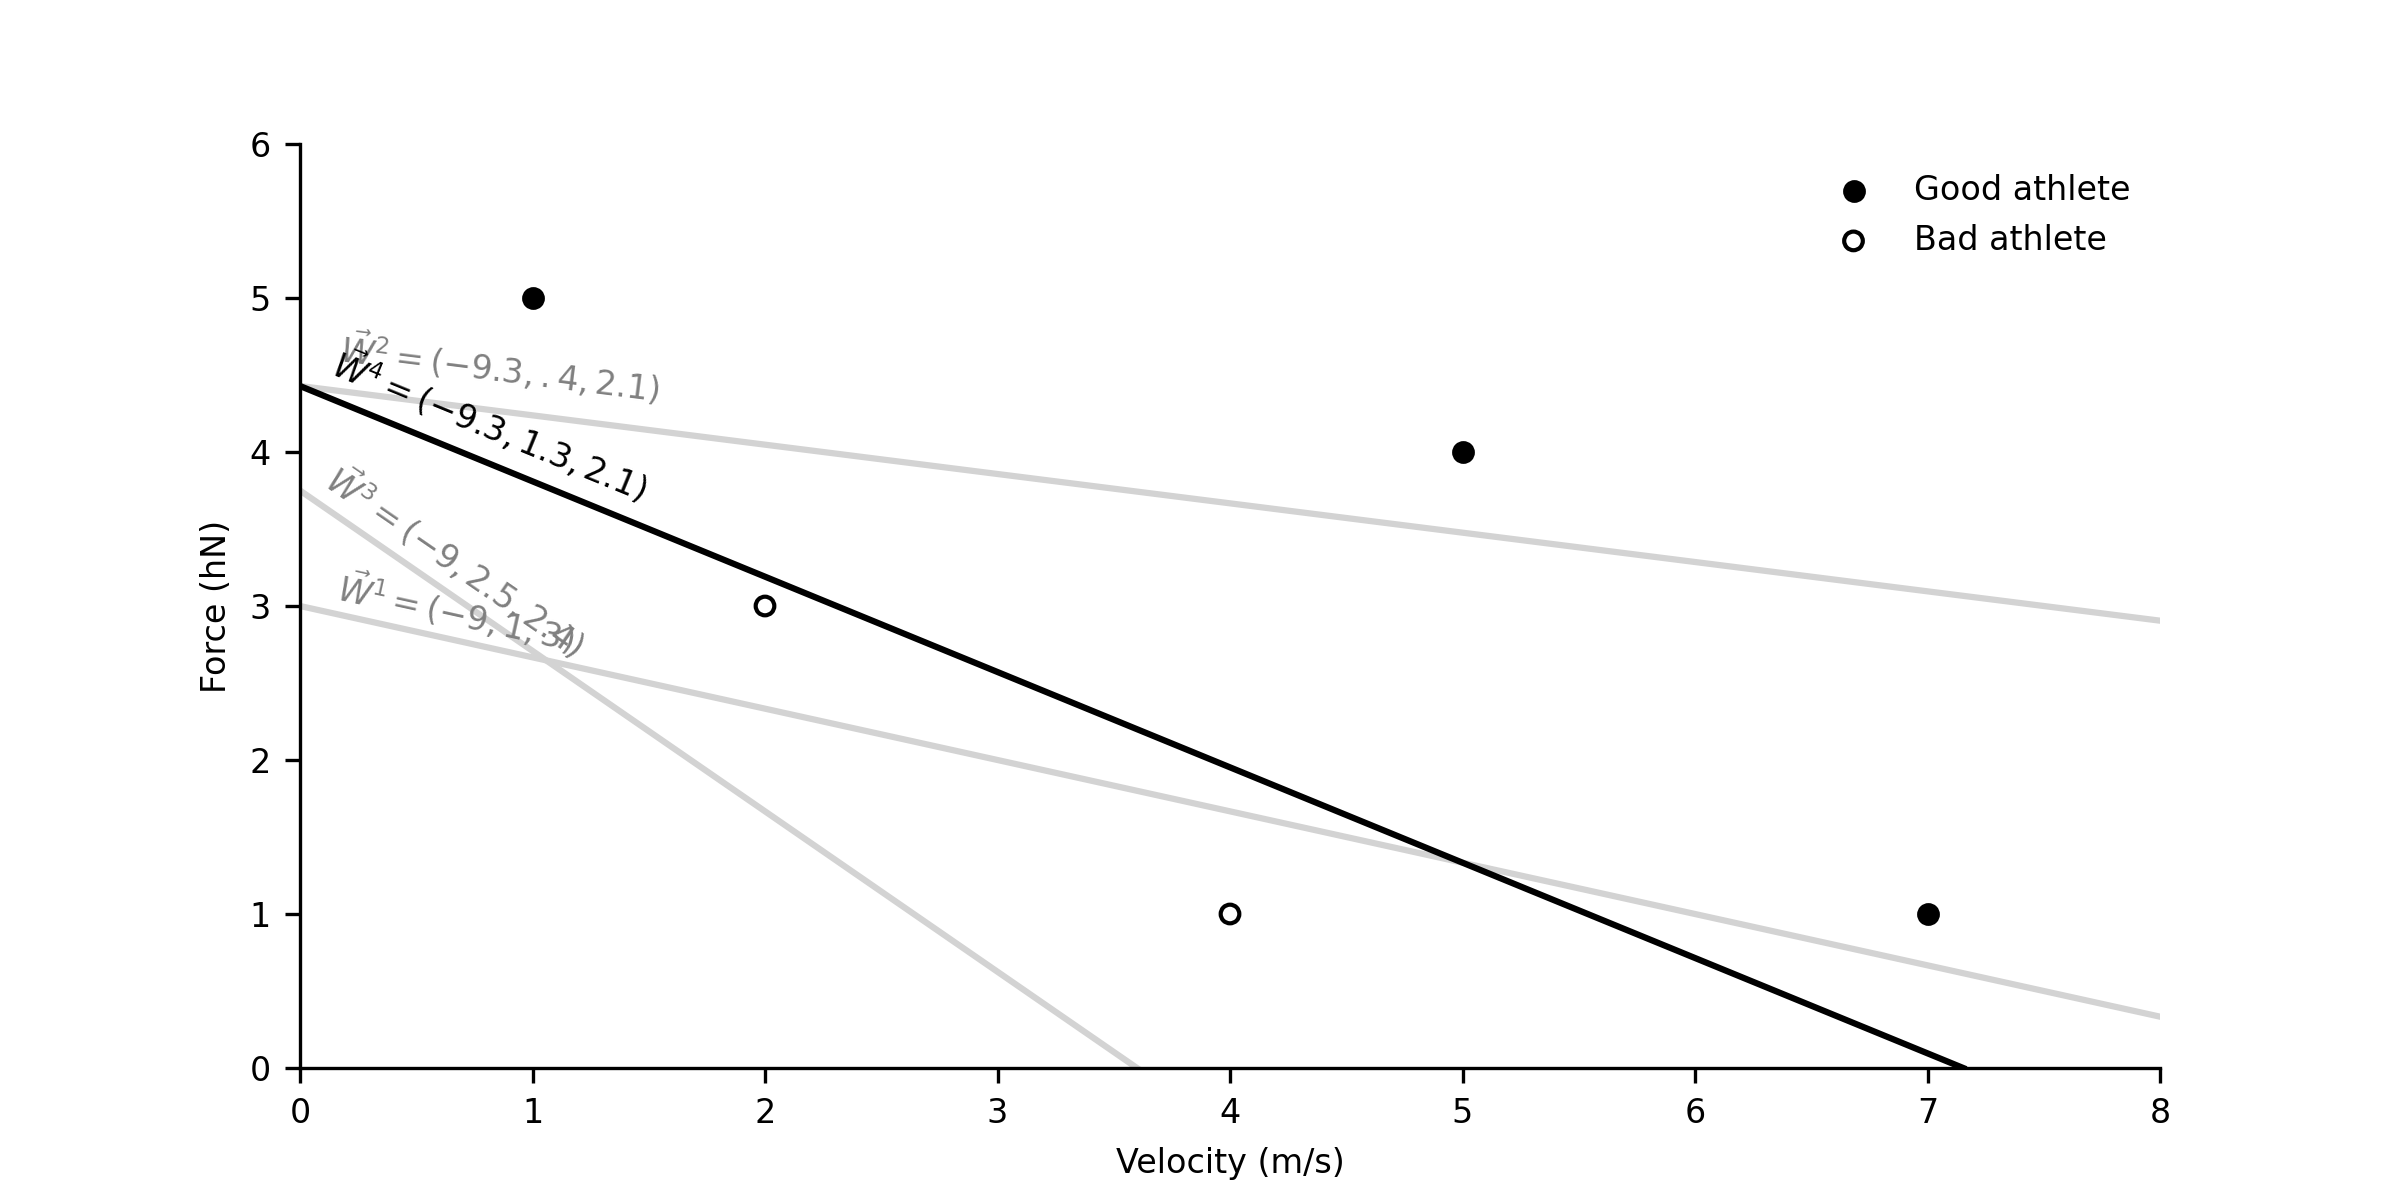 6
Good athlete
Bad athlete
5
W⃗² = (−9.3, .4, 2.1)
W⃗⁴ = (−9.3, 1.3, 2.1)
4
W⃗³ = (−9, 2.5, 2.4)
W⃗¹ = (−9, 1, 3)
3
Force (hN)
2
1
0
0 1 2 3 4 5 6 7 8
Velocity (m/s)